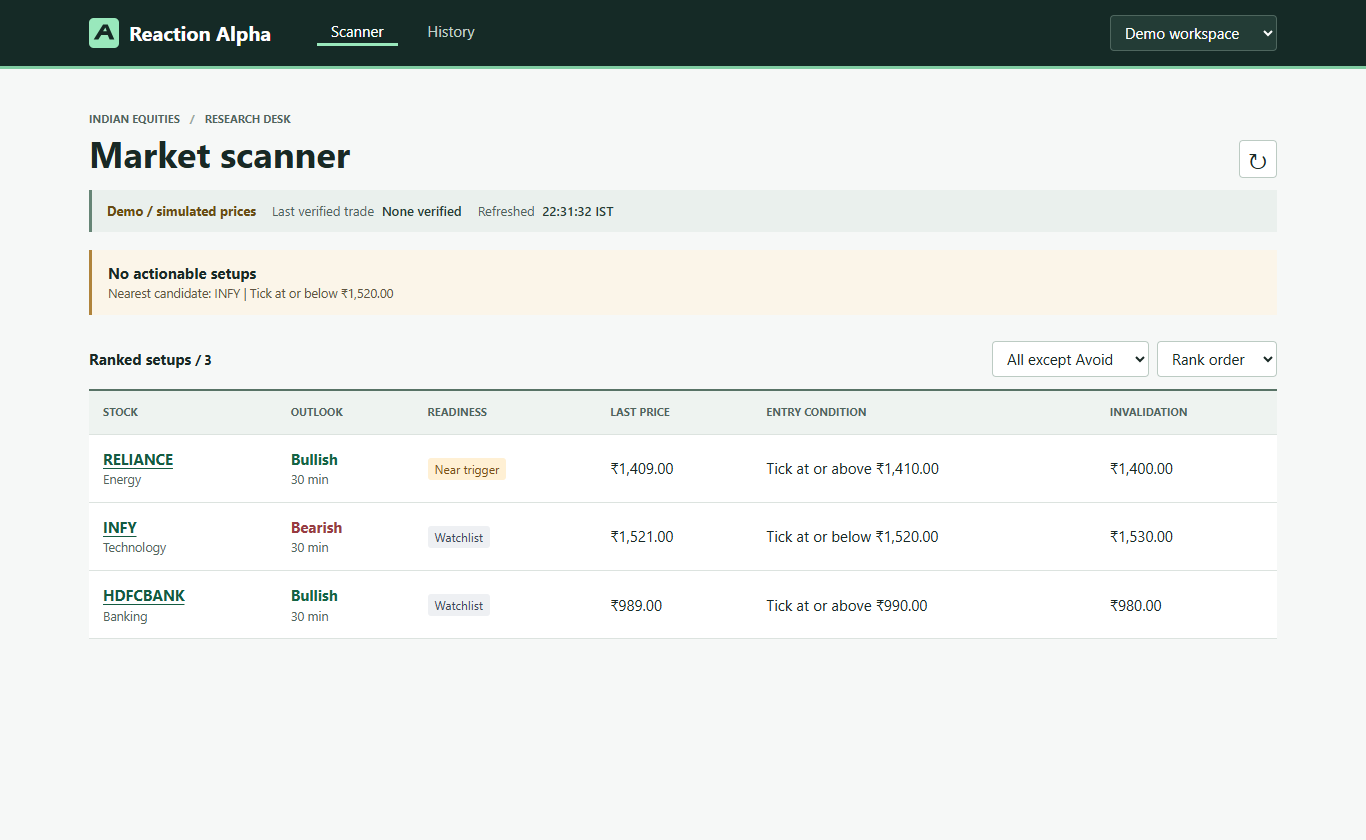 A Reaction Alpha Scanner History Demo workspace
INDIAN EQUITIES / RESEARCH DESK
Market scanner
Demo / simulated prices Last verified trade None verified Refreshed 22:31:32 IST
No actionable setups
Nearest candidate: INFY | Tick at or below ₹1,520.00
Ranked setups / 3 All except Avoid Rank order
STOCK OUTLOOK READINESS LAST PRICE ENTRY CONDITION INVALIDATION
RELIANCE Bullish Near trigger ₹1,409.00 Tick at or above ₹1,410.00 ₹1,400.00
Energy 30 min
INFY Bearish Watchlist ₹1,521.00 Tick at or below ₹1,520.00 ₹1,530.00
Technology 30 min
HDFCBANK Bullish Watchlist ₹989.00 Tick at or above ₹990.00 ₹980.00
Banking 30 min